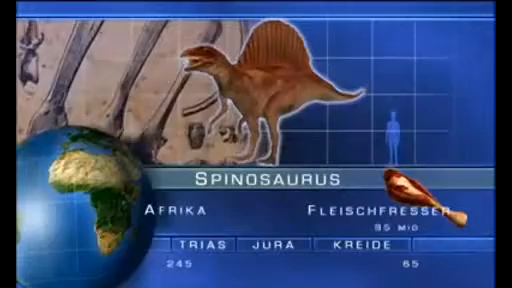 SPINOSAURUS
AFRIKA FLEISCHFRESSER
95 MIO
TRIAS JURA KREIDE
245 65